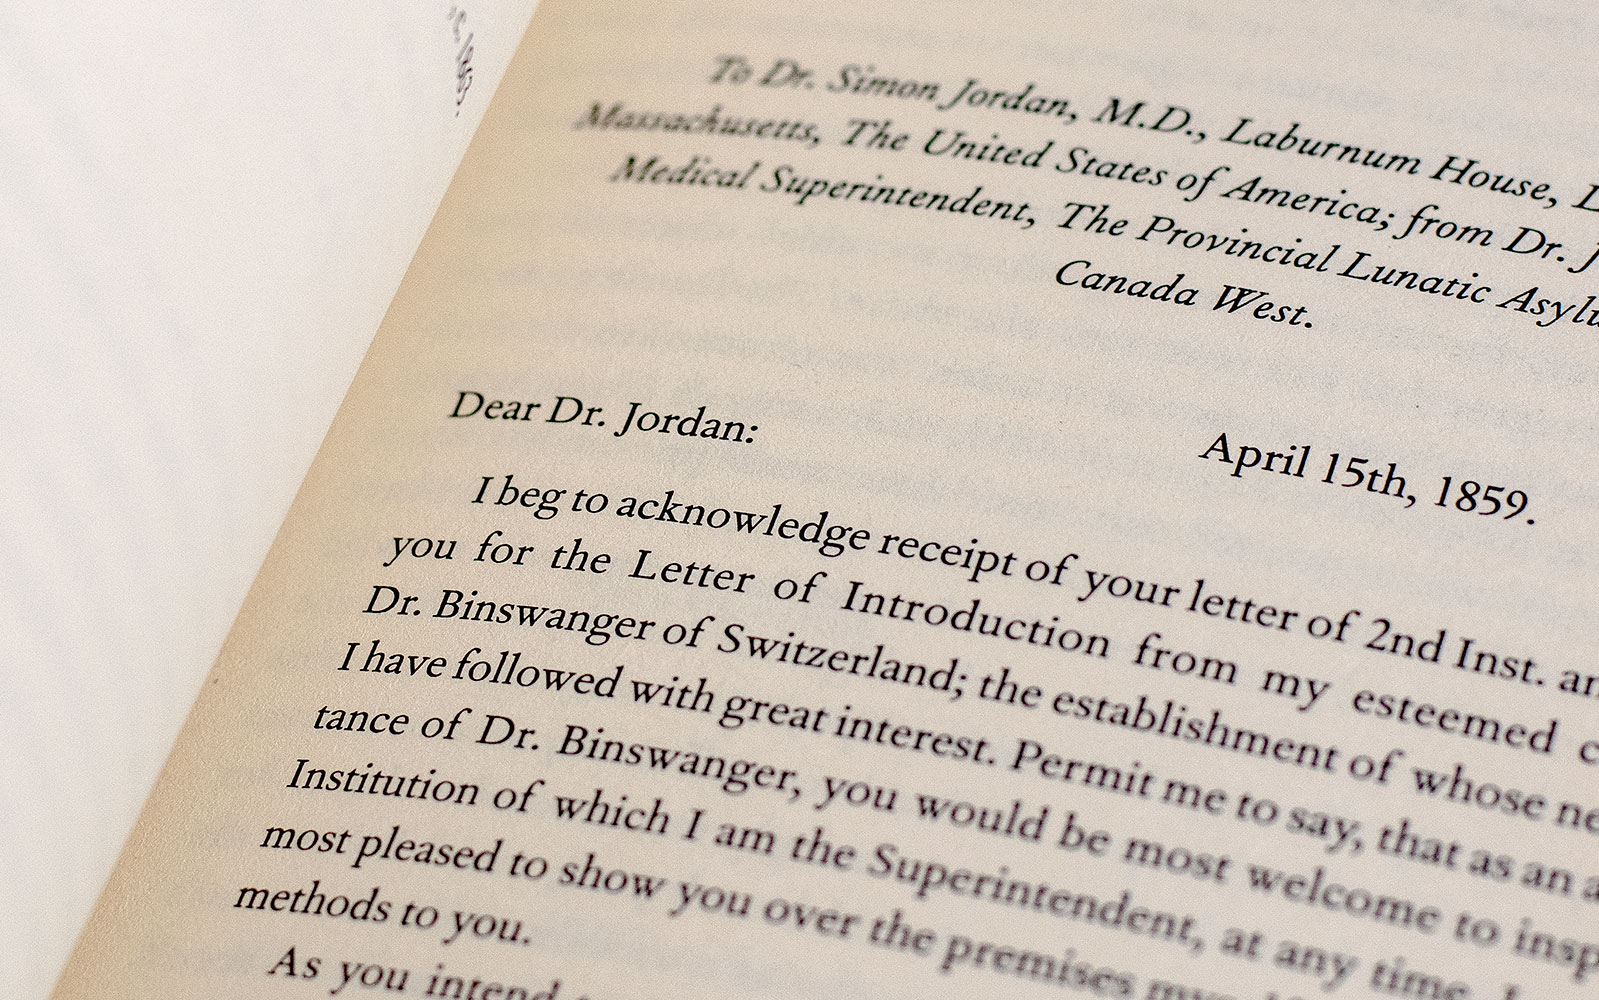 To Dr. Simon Jordan, M.D., Laburnum House,
Massachusetts, The United States of America; from Dr. J
Medical Superintendent, The Provincial Lunatic Asylu
Canada West.
April 15th, 1859.
Dear Dr. Jordan:
I beg to acknowledge receipt of your letter of 2nd Inst. an
you for the Letter of Introduction from my esteemed c
Dr. Binswanger of Switzerland; the establishment of whose ne
I have followed with great interest. Permit me to say, that as an a
tance of Dr. Binswanger, you would be most welcome to insp
Institution of which I am the Superintendent, at any time.
most pleased to show you over the premises
methods to you.
As you intend